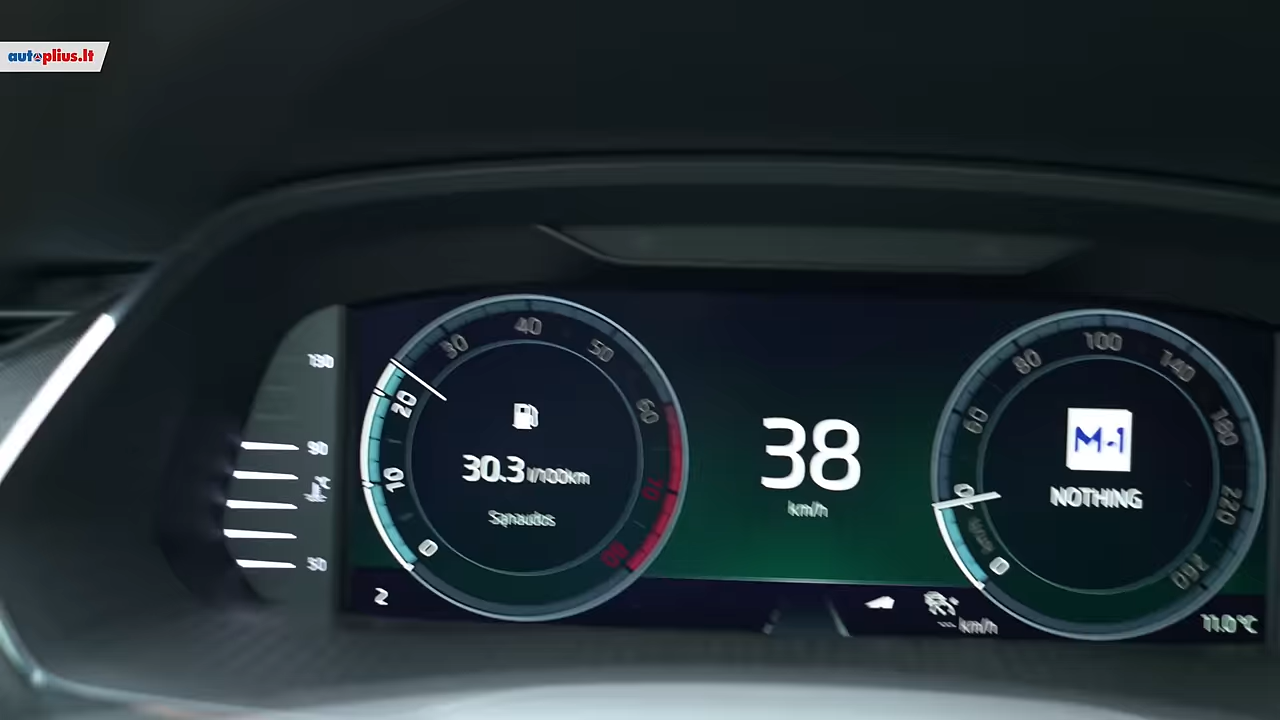 autoplius.lt
130
90
°C
50
0
10
20
30
40
50
60
70
80
30.3 l/100km
Sąnaudos
2
38
km/h
0
60
80
100
140
180
220
260
M-1
NOTHING
--- km/h
11.0°C